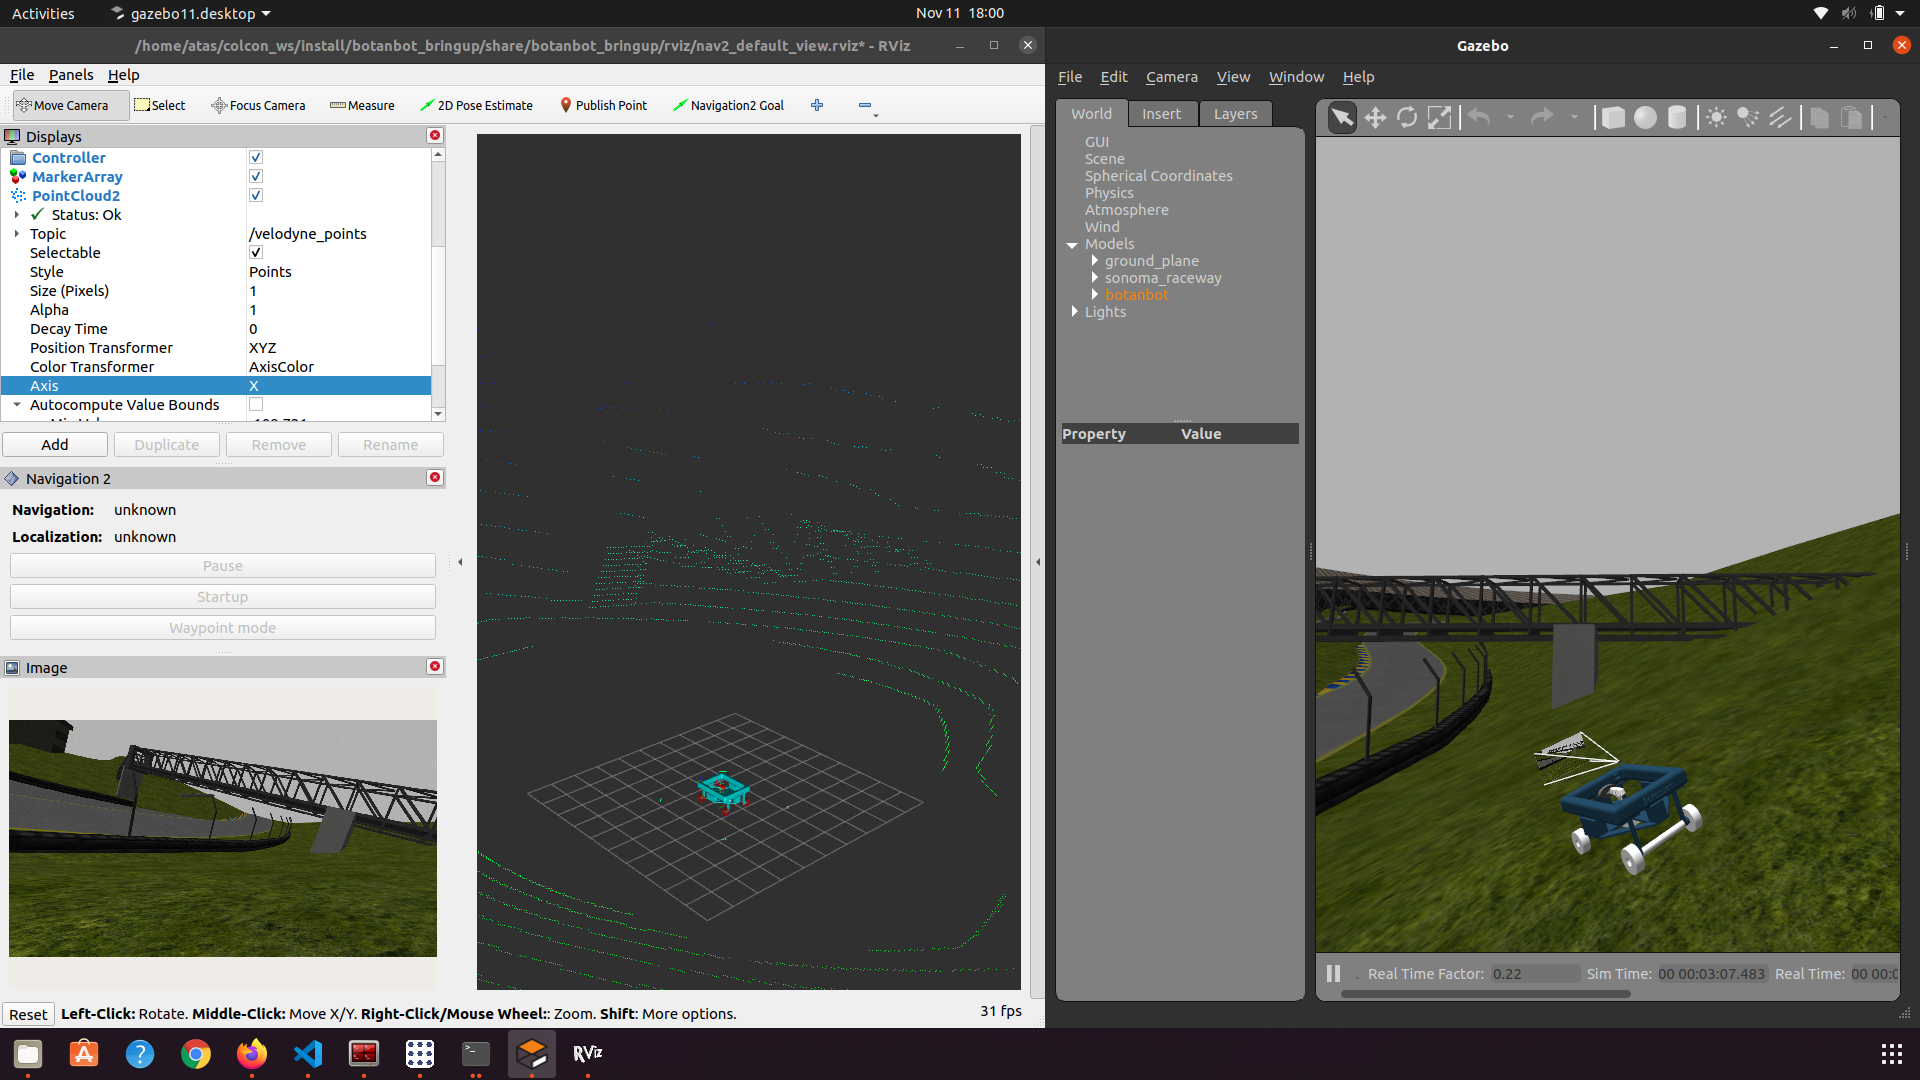 Activities
gazebo11.desktop
Nov 11 18:00
/home/atas/colcon_ws/install/botanbot_bringup/share/botanbot_bringup/rviz/nav2_default_view.rviz* - RViz
File Panels Help
Move Camera Select Focus Camera Measure 2D Pose Estimate Publish Point Navigation2 Goal
Displays
Controller
MarkerArray
PointCloud2
Status: Ok
Topic /velodyne_points
Selectable
Style Points
Size (Pixels) 1
Alpha 1
Decay Time 0
Position Transformer XYZ
Color Transformer AxisColor
Axis X
Autocompute Value Bounds
Add Duplicate Remove Rename
Navigation 2
Navigation: unknown
Localization: unknown
Pause
Startup
Waypoint mode
Image
Reset Left-Click: Rotate. Middle-Click: Move X/Y. Right-Click/Mouse Wheel:: Zoom. Shift: More options.
31 fps
Gazebo
File Edit Camera View Window Help
World Insert Layers
GUI
Scene
Spherical Coordinates
Physics
Atmosphere
Wind
Models
ground_plane
sonoma_raceway
botanbot
Lights
Property Value
Real Time Factor: 0.22 Sim Time: 00 00:03:07.483 Real Time: 00 00:
RViz